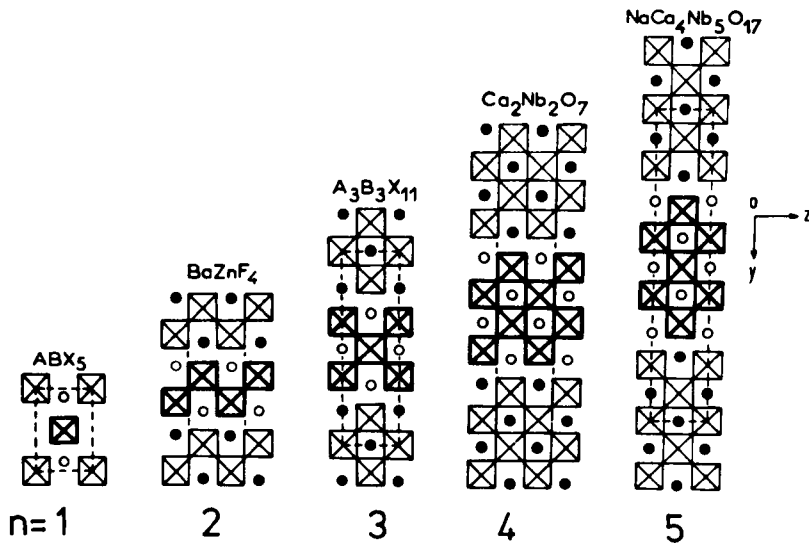 NaCa4Nb5O17
Ca2Nb2O7
A3B3X11
BaZnF4
ABX5
o
z
y
n=1 2 3 4 5